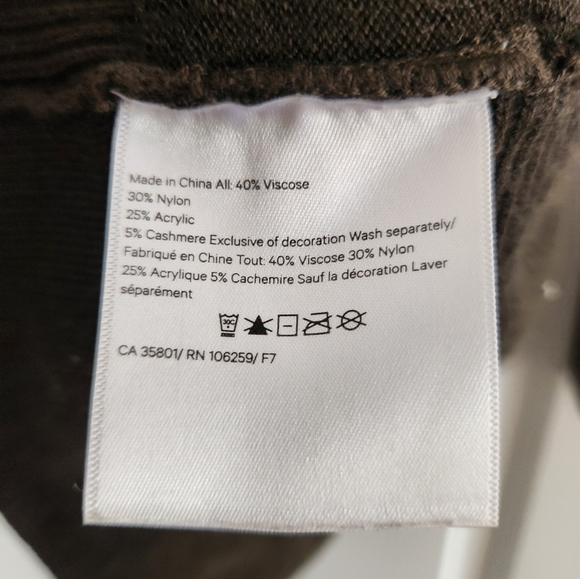 Made in China All: 40% Viscose
30% Nylon
25% Acrylic
5% Cashmere Exclusive of decoration Wash separately/
Fabriqué en Chine Tout: 40% Viscose 30% Nylon
25% Acrylique 5% Cachemire Sauf la décoration Laver
séparément
30C
CA 35801/ RN 106259/ F7